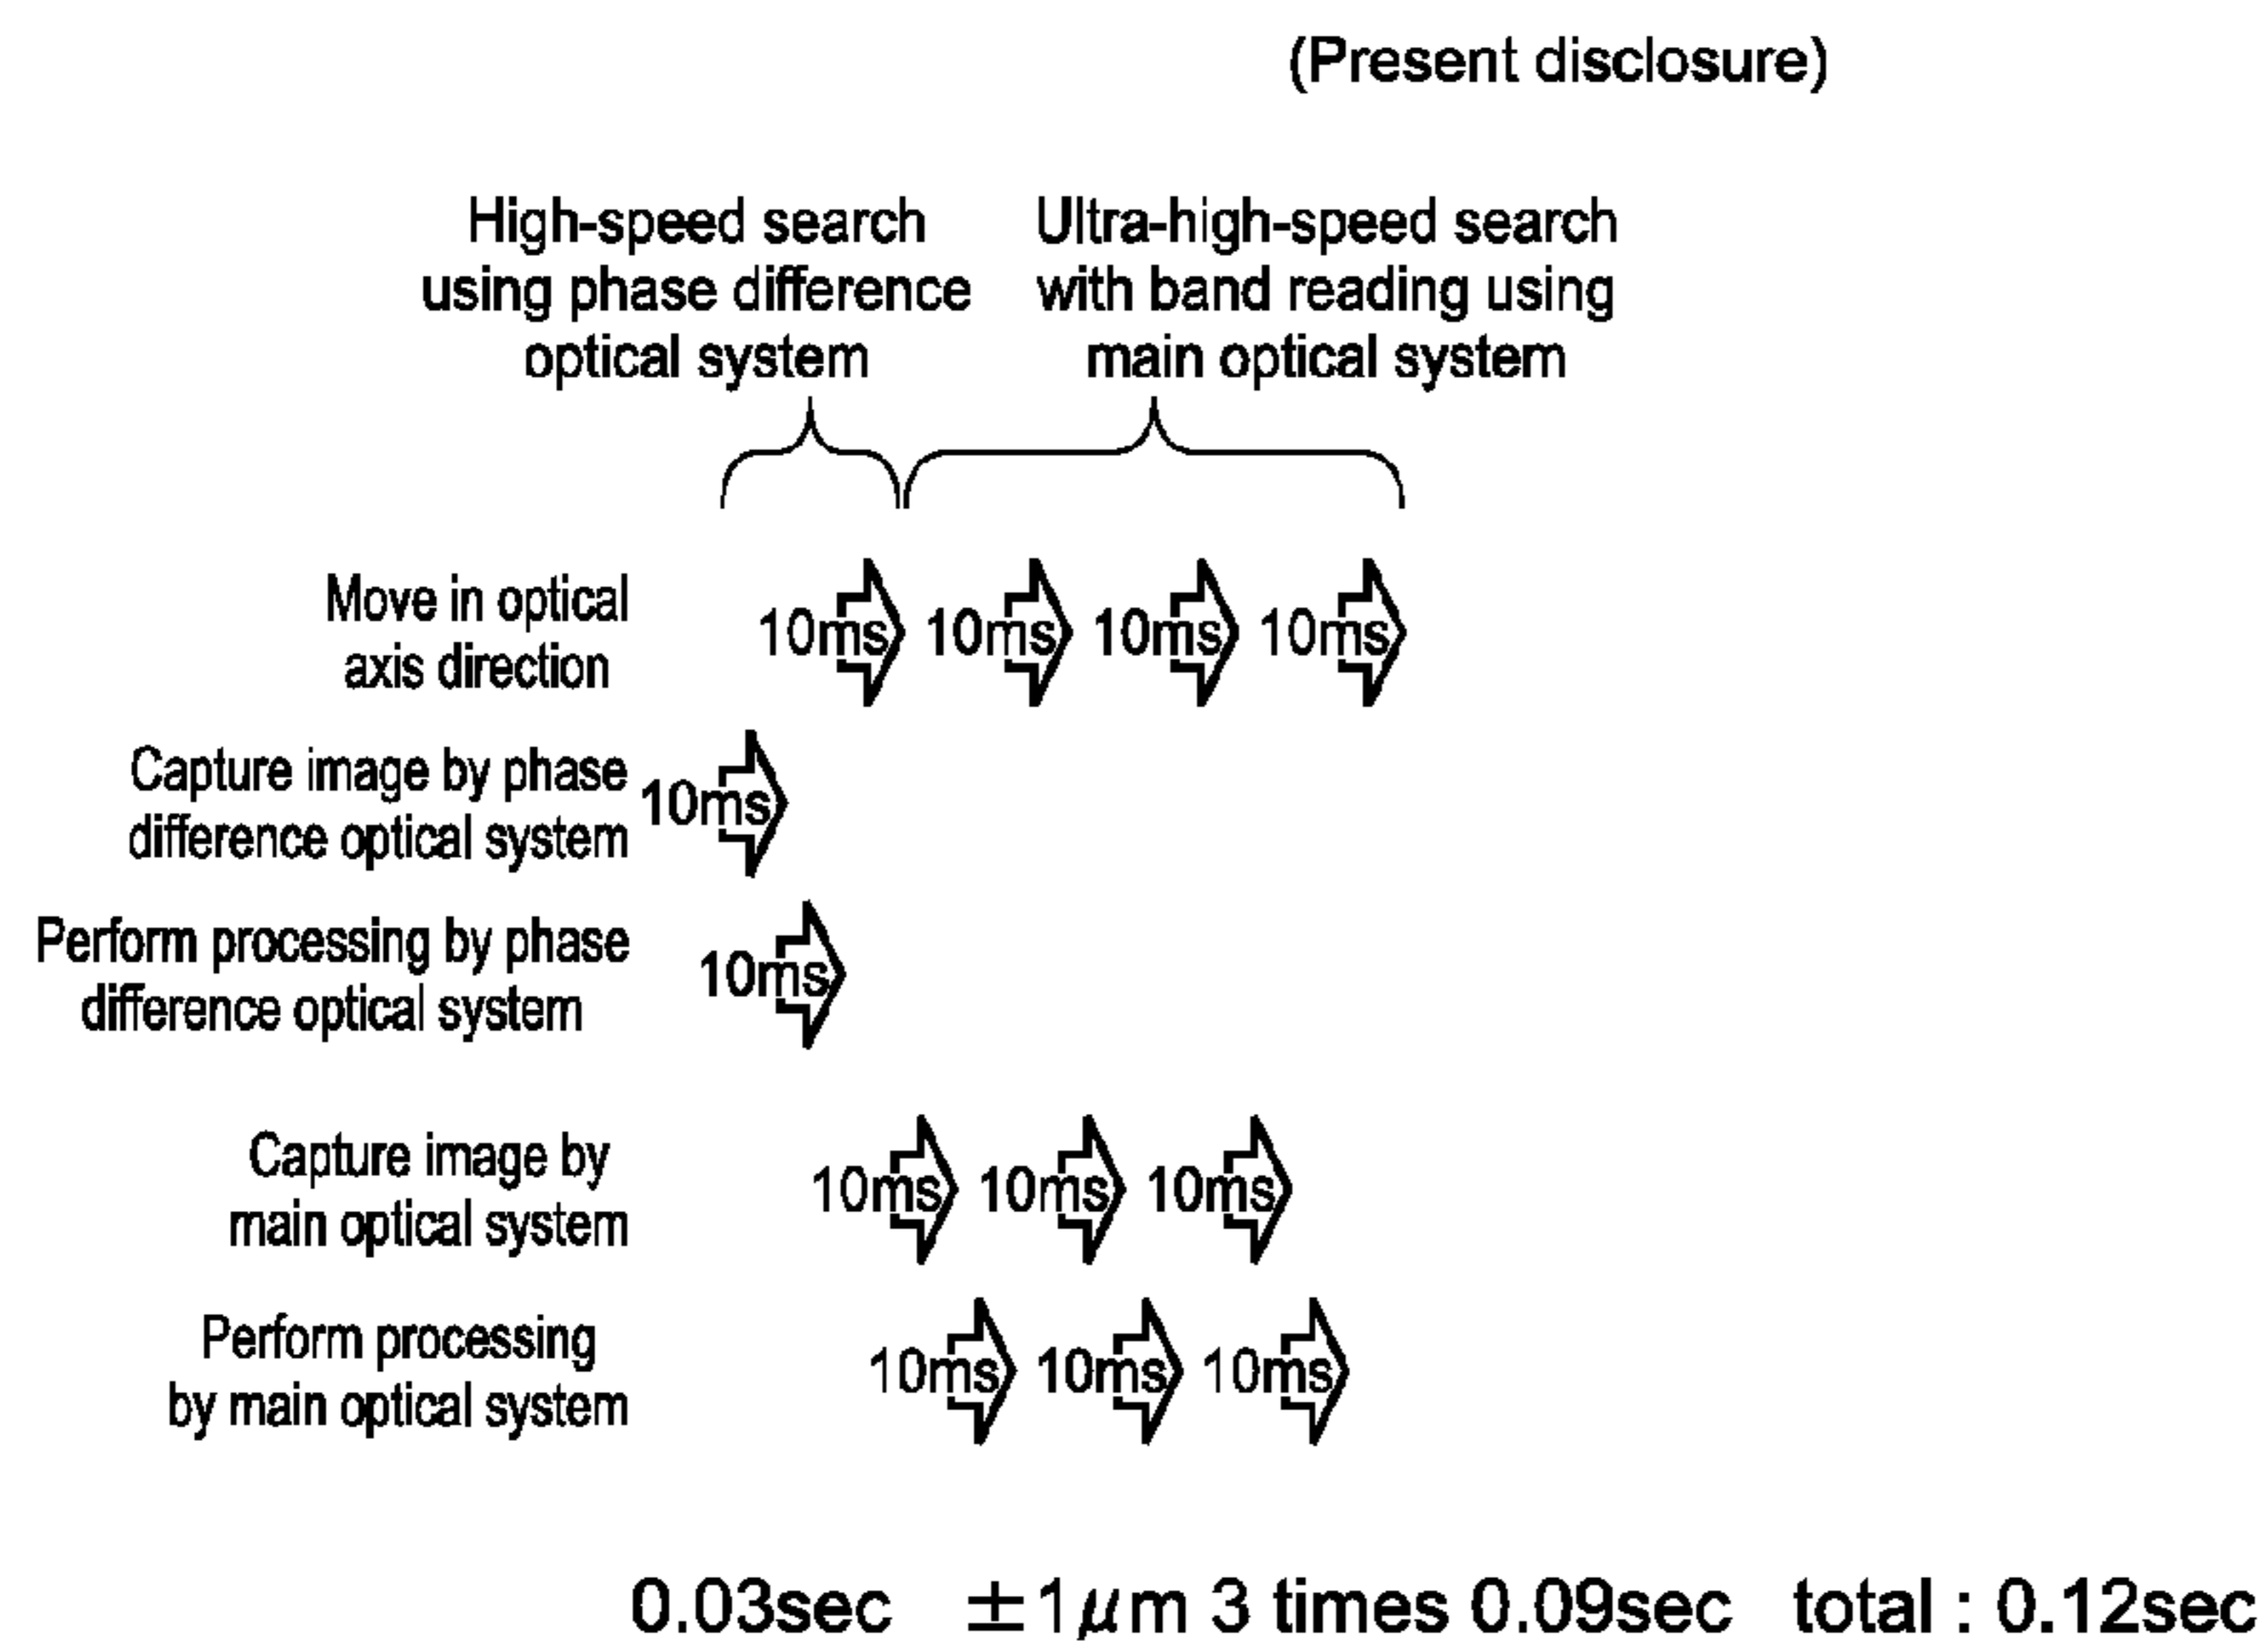 (Present disclosure)
High-speed search
using phase difference
optical system
Ultra-high-speed search
with band reading using
main optical system
Move in optical
axis direction
10ms 10ms 10ms 10ms
Capture image by phase
difference optical system
10ms
Perform processing by phase
difference optical system
10ms
Capture image by
main optical system
10ms 10ms 10ms
Perform processing
by main optical system
10ms 10ms 10ms
0.03sec ±1μm 3 times 0.09sec total : 0.12sec